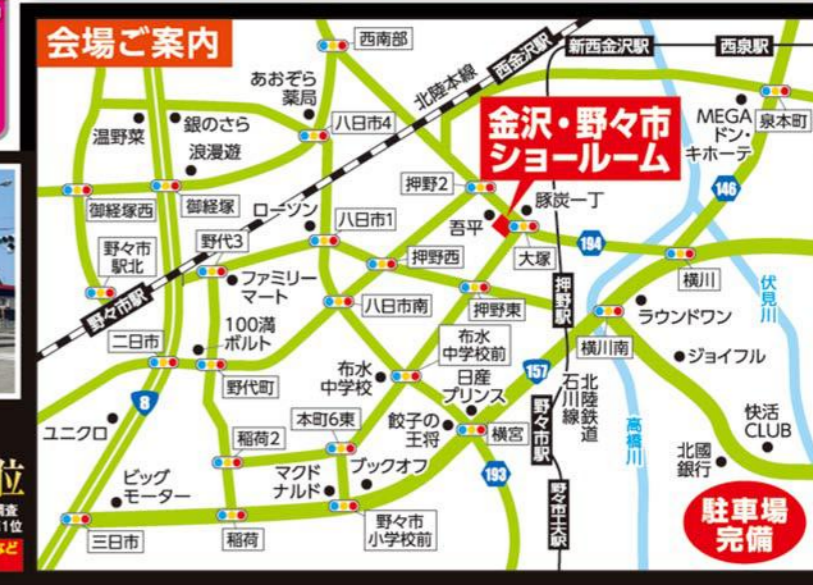 会場ご案内
西南部
北陸本線
西金沢駅
新西金沢駅
西泉駅
あおぞら
薬局
温野菜
銀のさら
浪漫遊
八日市4
金沢・野々市
ショールーム
MEGA
ドン・
キホーテ
泉本町
146
押野2
豚炭一丁
吾平
大塚
194
横川
御経塚西
御経塚
ローソン
八日市1
野々市
駅北
野代3
押野西
ファミリー
マート
押野東
押野駅
伏見川
野々市駅
100満
ボルト
八日市南
布水
中学校前
横川南
ラウンドワン
二日市
野代町
布水
中学校
日産
プリンス
157
北陸鉄道
石川線
ジョイフル
8
ユニクロ
稲荷2
本町6東
餃子の
王将
横宮
野々市駅
高橋川
快活
CLUB
北國
銀行
ビッグ
モーター
マクド
ナルド
ブックオフ
193
野々市工大駅
三日市
稲荷
野々市
小学校前
駐車場
完備
位
調査
1位
など